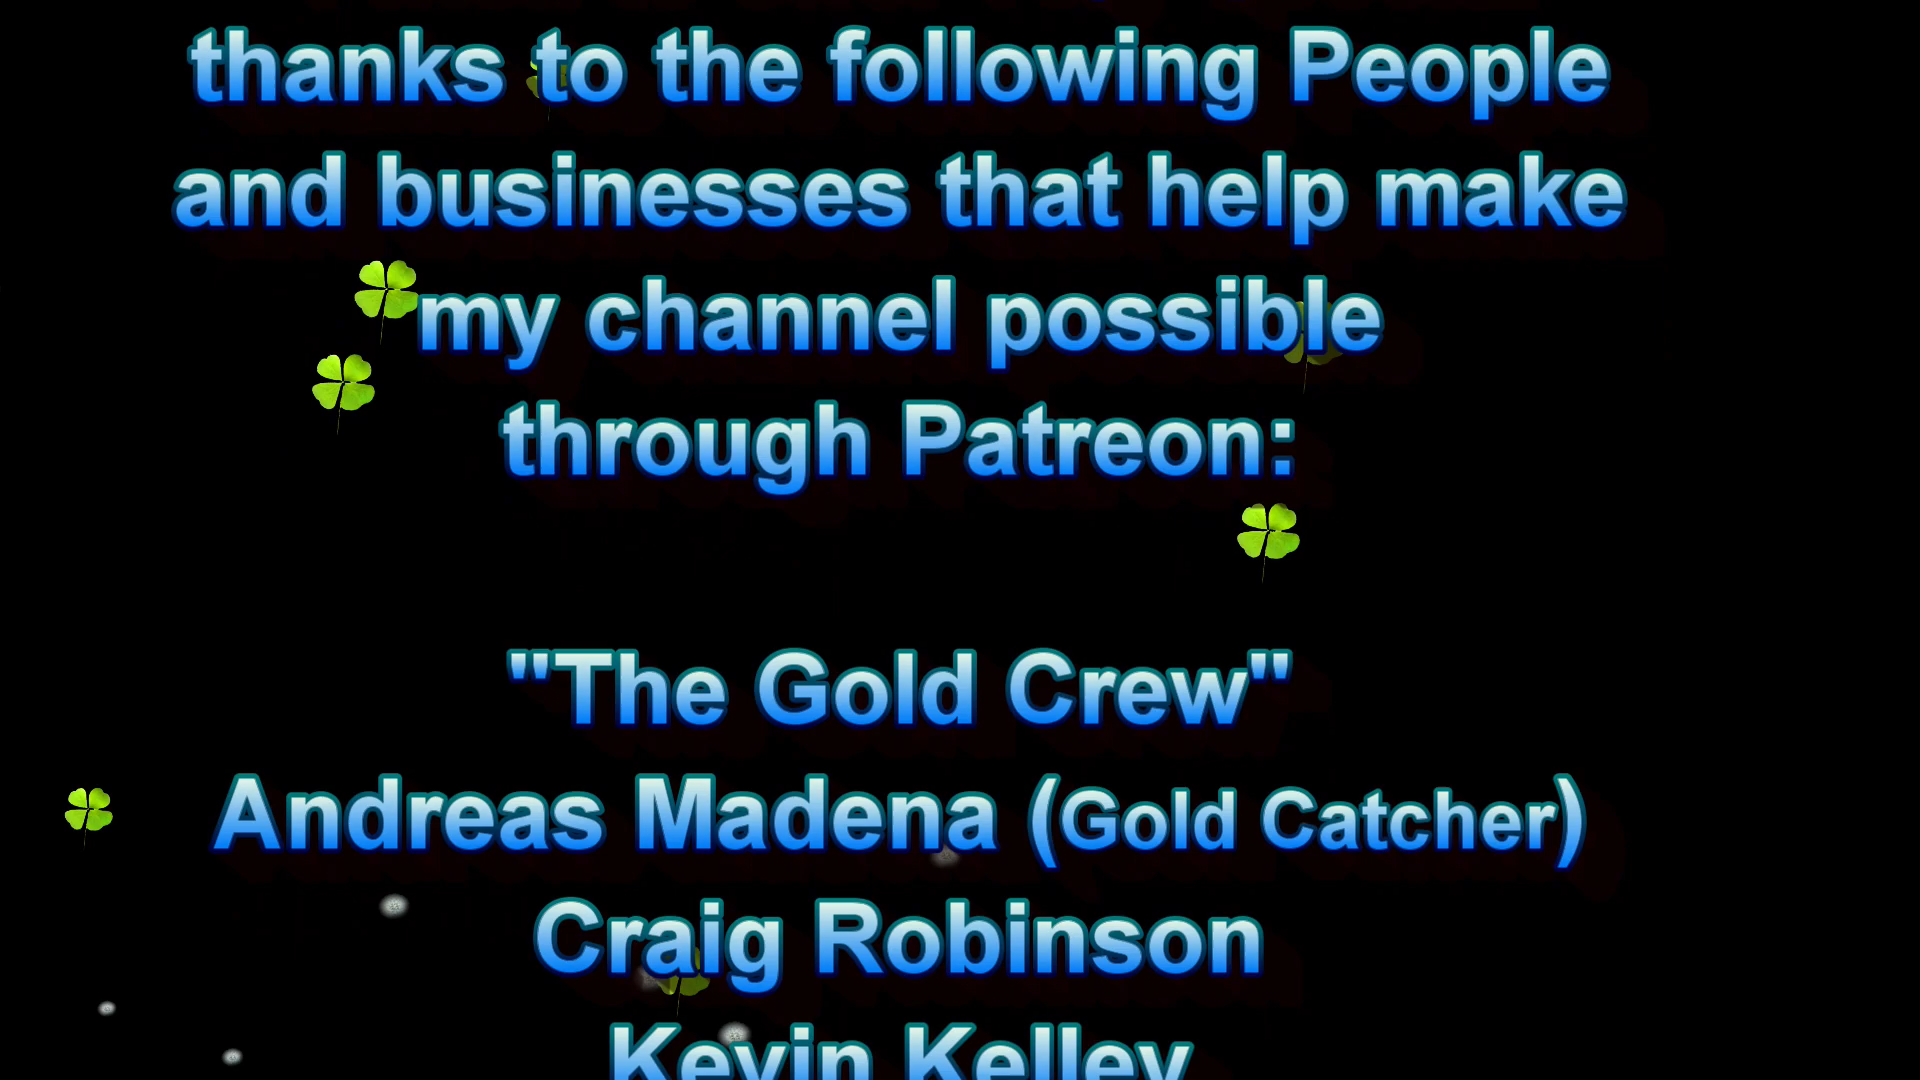 thanks to the following People
and businesses that help make
my channel possible
through Patreon:
"The Gold Crew"
Andreas Madena (Gold Catcher)
Craig Robinson
Kevin Kelley